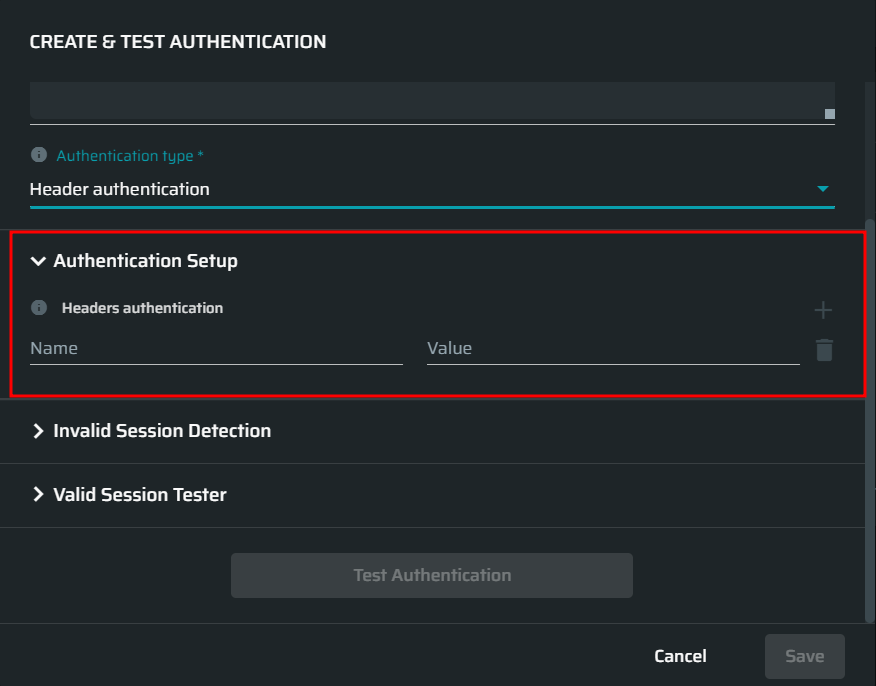 CREATE & TEST AUTHENTICATION
Authentication type *
Header authentication
Authentication Setup
Headers authentication
Name Value
Invalid Session Detection
Valid Session Tester
Test Authentication
Cancel Save